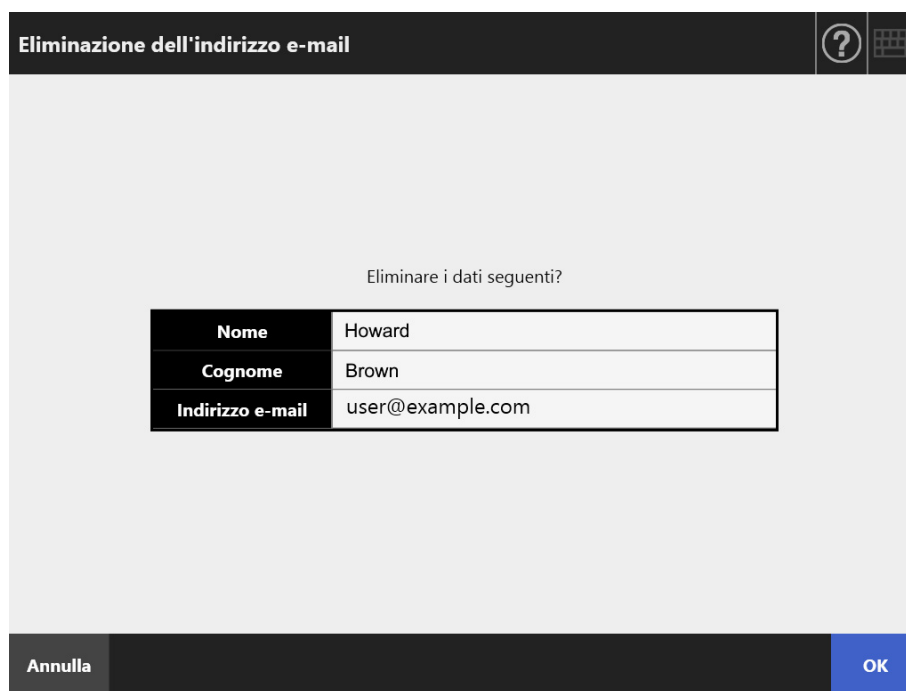 Eliminazione dell'indirizzo e-mail
Eliminare i dati seguenti?
Nome Howard
Cognome Brown
Indirizzo e-mail user@example.com
Annulla OK